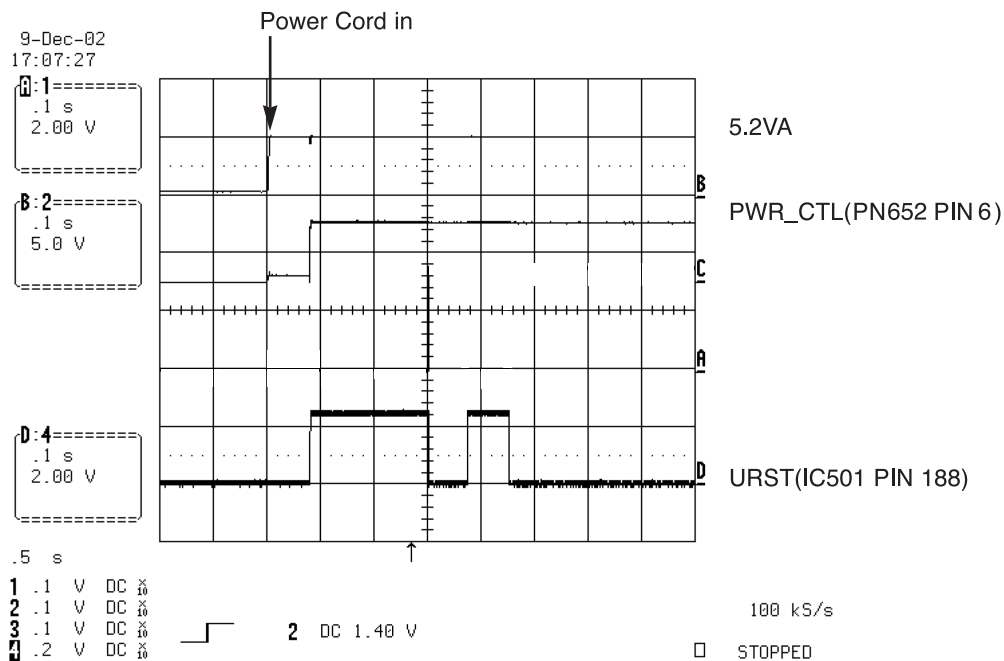 Power Cord in
9-Dec-02
17:07:27
A:1
.1 s
2.00 V
5.2VA
B
B:2
.1 s
5.0 V
PWR_CTL(PN652 PIN 6)
C
A
D:4
.1 s
2.00 V
D
URST(IC501 PIN 188)
.5 s
1 .1 V DC X10
2 .1 V DC X10
3 .1 V DC X10
4 .2 V DC X10
2 DC 1.40 V
100 kS/s
STOPPED